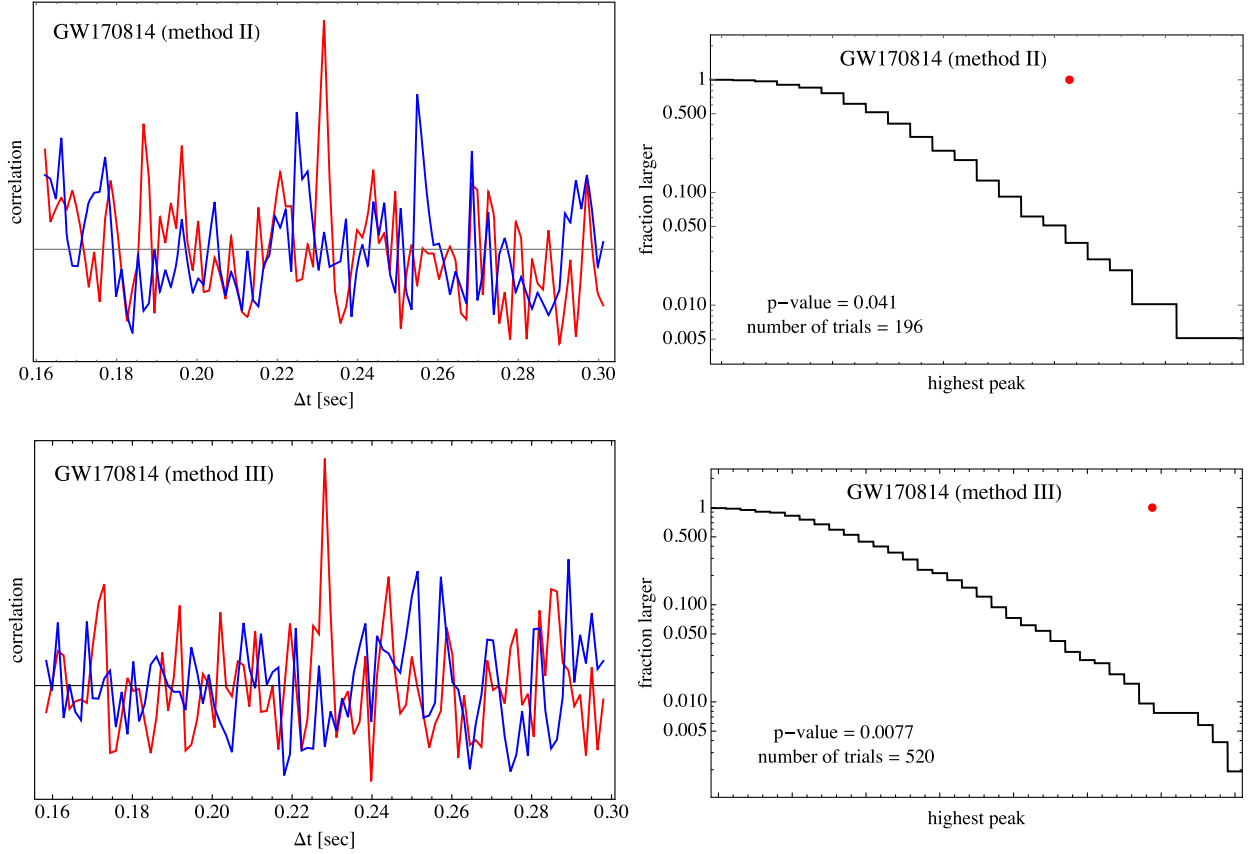 GW170814 (method II)
correlation
0.16 0.18 0.20 0.22 0.24 0.26 0.28 0.30
Δt [sec]
GW170814 (method II)
fraction larger
1
0.500
0.100
0.050
0.010
0.005
p−value = 0.041
number of trials = 196
highest peak
GW170814 (method III)
correlation
0.16 0.18 0.20 0.22 0.24 0.26 0.28 0.30
Δt [sec]
GW170814 (method III)
fraction larger
1
0.500
0.100
0.050
0.010
0.005
p−value = 0.0077
number of trials = 520
highest peak